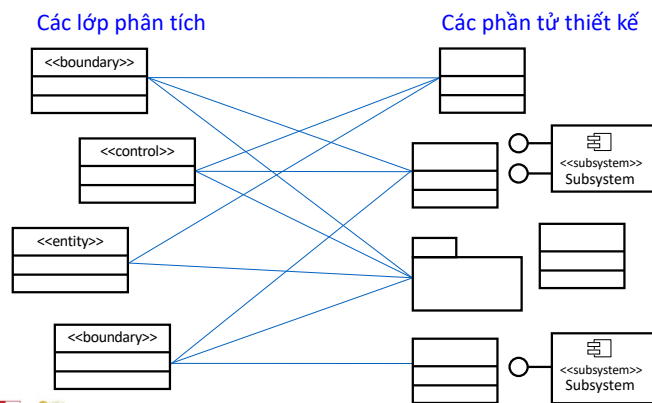 Các lớp phân tích
Các phần tử thiết kế
<<boundary>>
<<control>>
<<subsystem>>
Subsystem
<<entity>>
<<boundary>>
<<subsystem>>
Subsystem